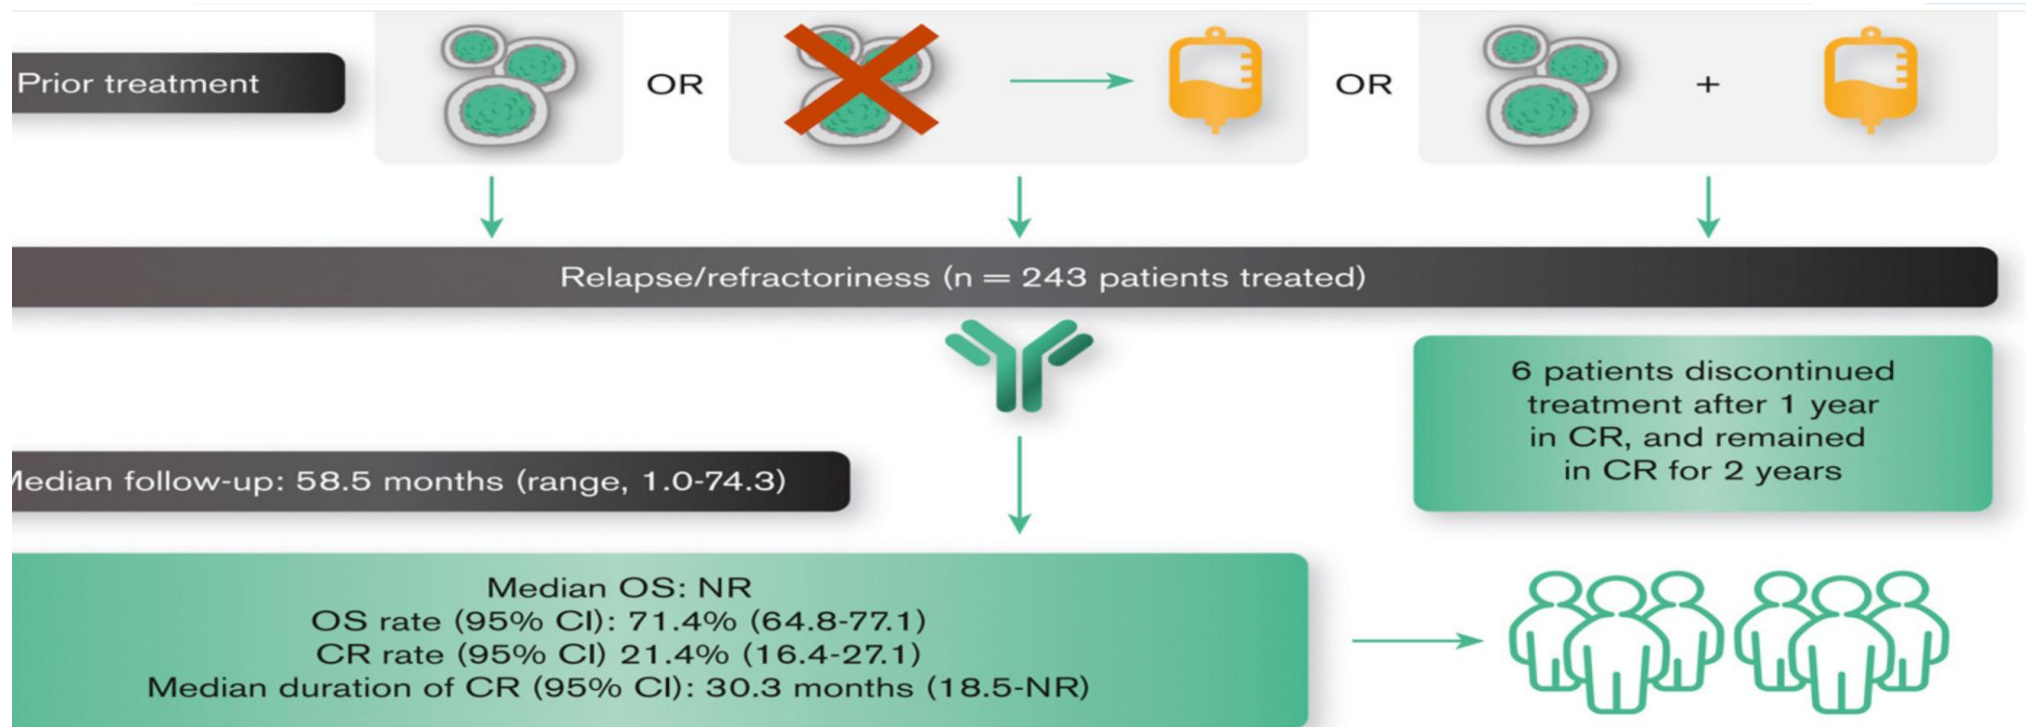 Prior treatment
OR
OR
+
Relapse/refractoriness (n = 243 patients treated)
6 patients discontinued
treatment after 1 year
in CR, and remained
in CR for 2 years
Median follow-up: 58.5 months (range, 1.0-74.3)
Median OS: NR
OS rate (95% CI): 71.4% (64.8-77.1)
CR rate (95% CI) 21.4% (16.4-27.1)
Median duration of CR (95% CI): 30.3 months (18.5-NR)